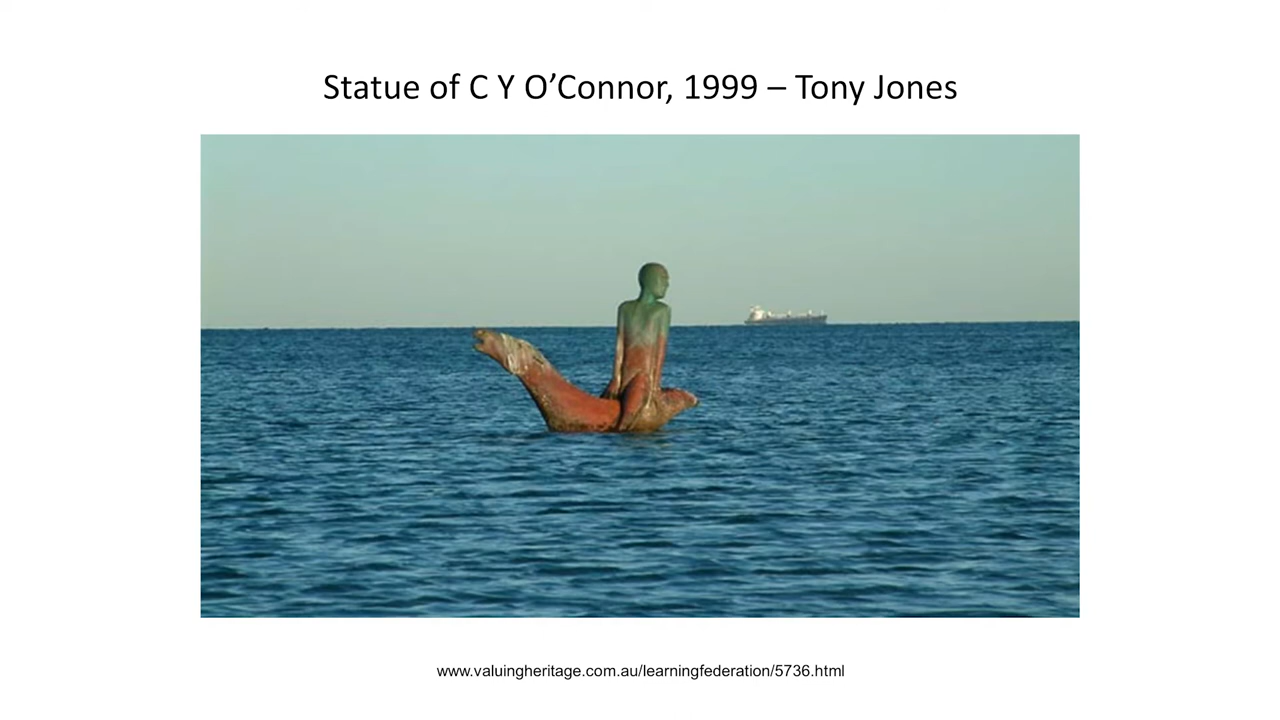 Statue of C Y O’Connor, 1999 – Tony Jones
www.valuingheritage.com.au/learningfederation/5736.html